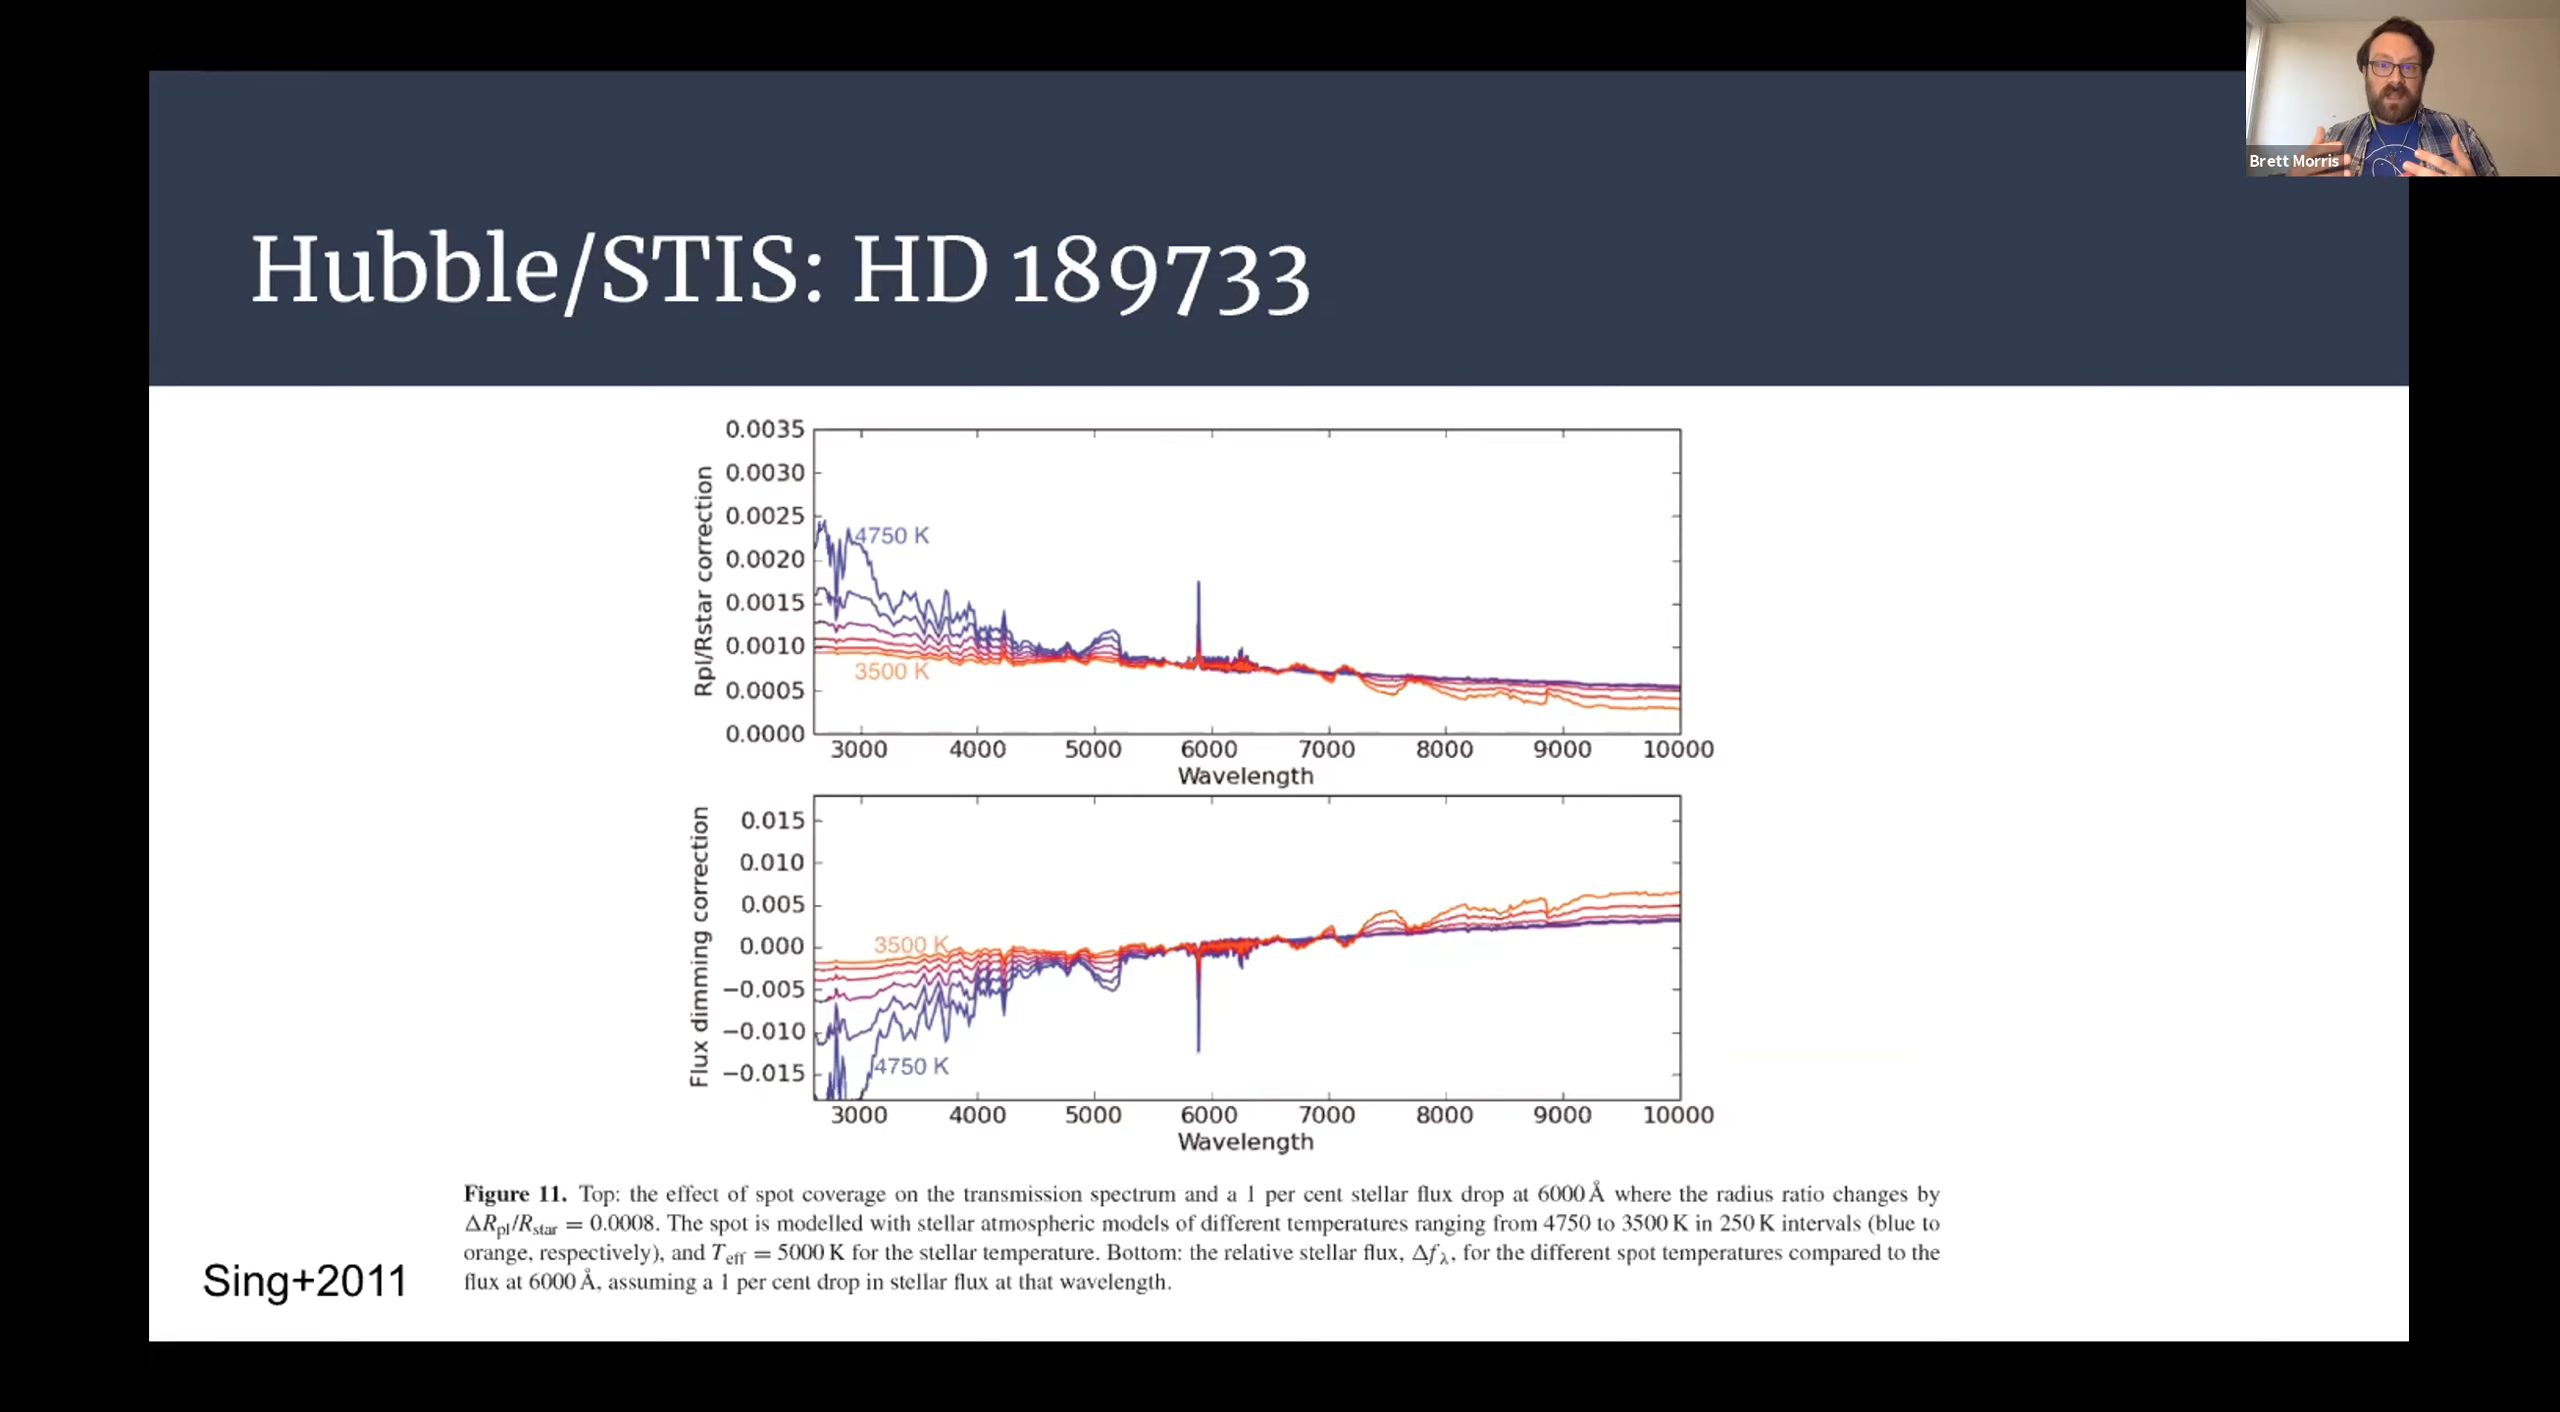 Brett Morris
Hubble/STIS: HD 189733
0.0035
0.0030
0.0025
0.0020
0.0015
0.0010
0.0005
0.0000
Rpl/Rstar correction
4750 K
3500 K
3000 4000 5000 6000 7000 8000 9000 10000
Wavelength
0.015
0.010
0.005
0.000
−0.005
−0.010
−0.015
Flux dimming correction
3500 K
4750 K
3000 4000 5000 6000 7000 8000 9000 10000
Wavelength
Figure 11. Top: the effect of spot coverage on the transmission spectrum and a 1 per cent stellar flux drop at 6000 Å where the radius ratio changes by
ΔRpl/Rstar = 0.0008. The spot is modelled with stellar atmospheric models of different temperatures ranging from 4750 to 3500 K in 250 K intervals (blue to
orange, respectively), and Teff = 5000 K for the stellar temperature. Bottom: the relative stellar flux, Δfλ, for the different spot temperatures compared to the
flux at 6000 Å, assuming a 1 per cent drop in stellar flux at that wavelength.
Sing+2011